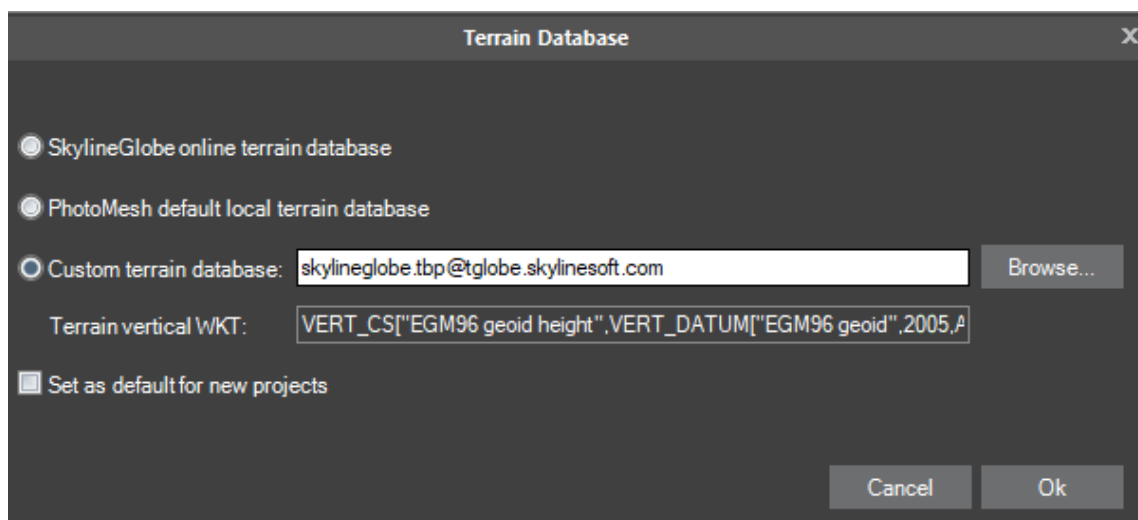 Terrain Database
x
SkylineGlobe online terrain database
PhotoMesh default local terrain database
Custom terrain database: skylineglobe.tbp@tglobe.skylinesoft.com Browse...
Terrain vertical WKT: VERT_CS["EGM96 geoid height",VERT_DATUM["EGM96 geoid",2005,A
Set as default for new projects
Cancel Ok